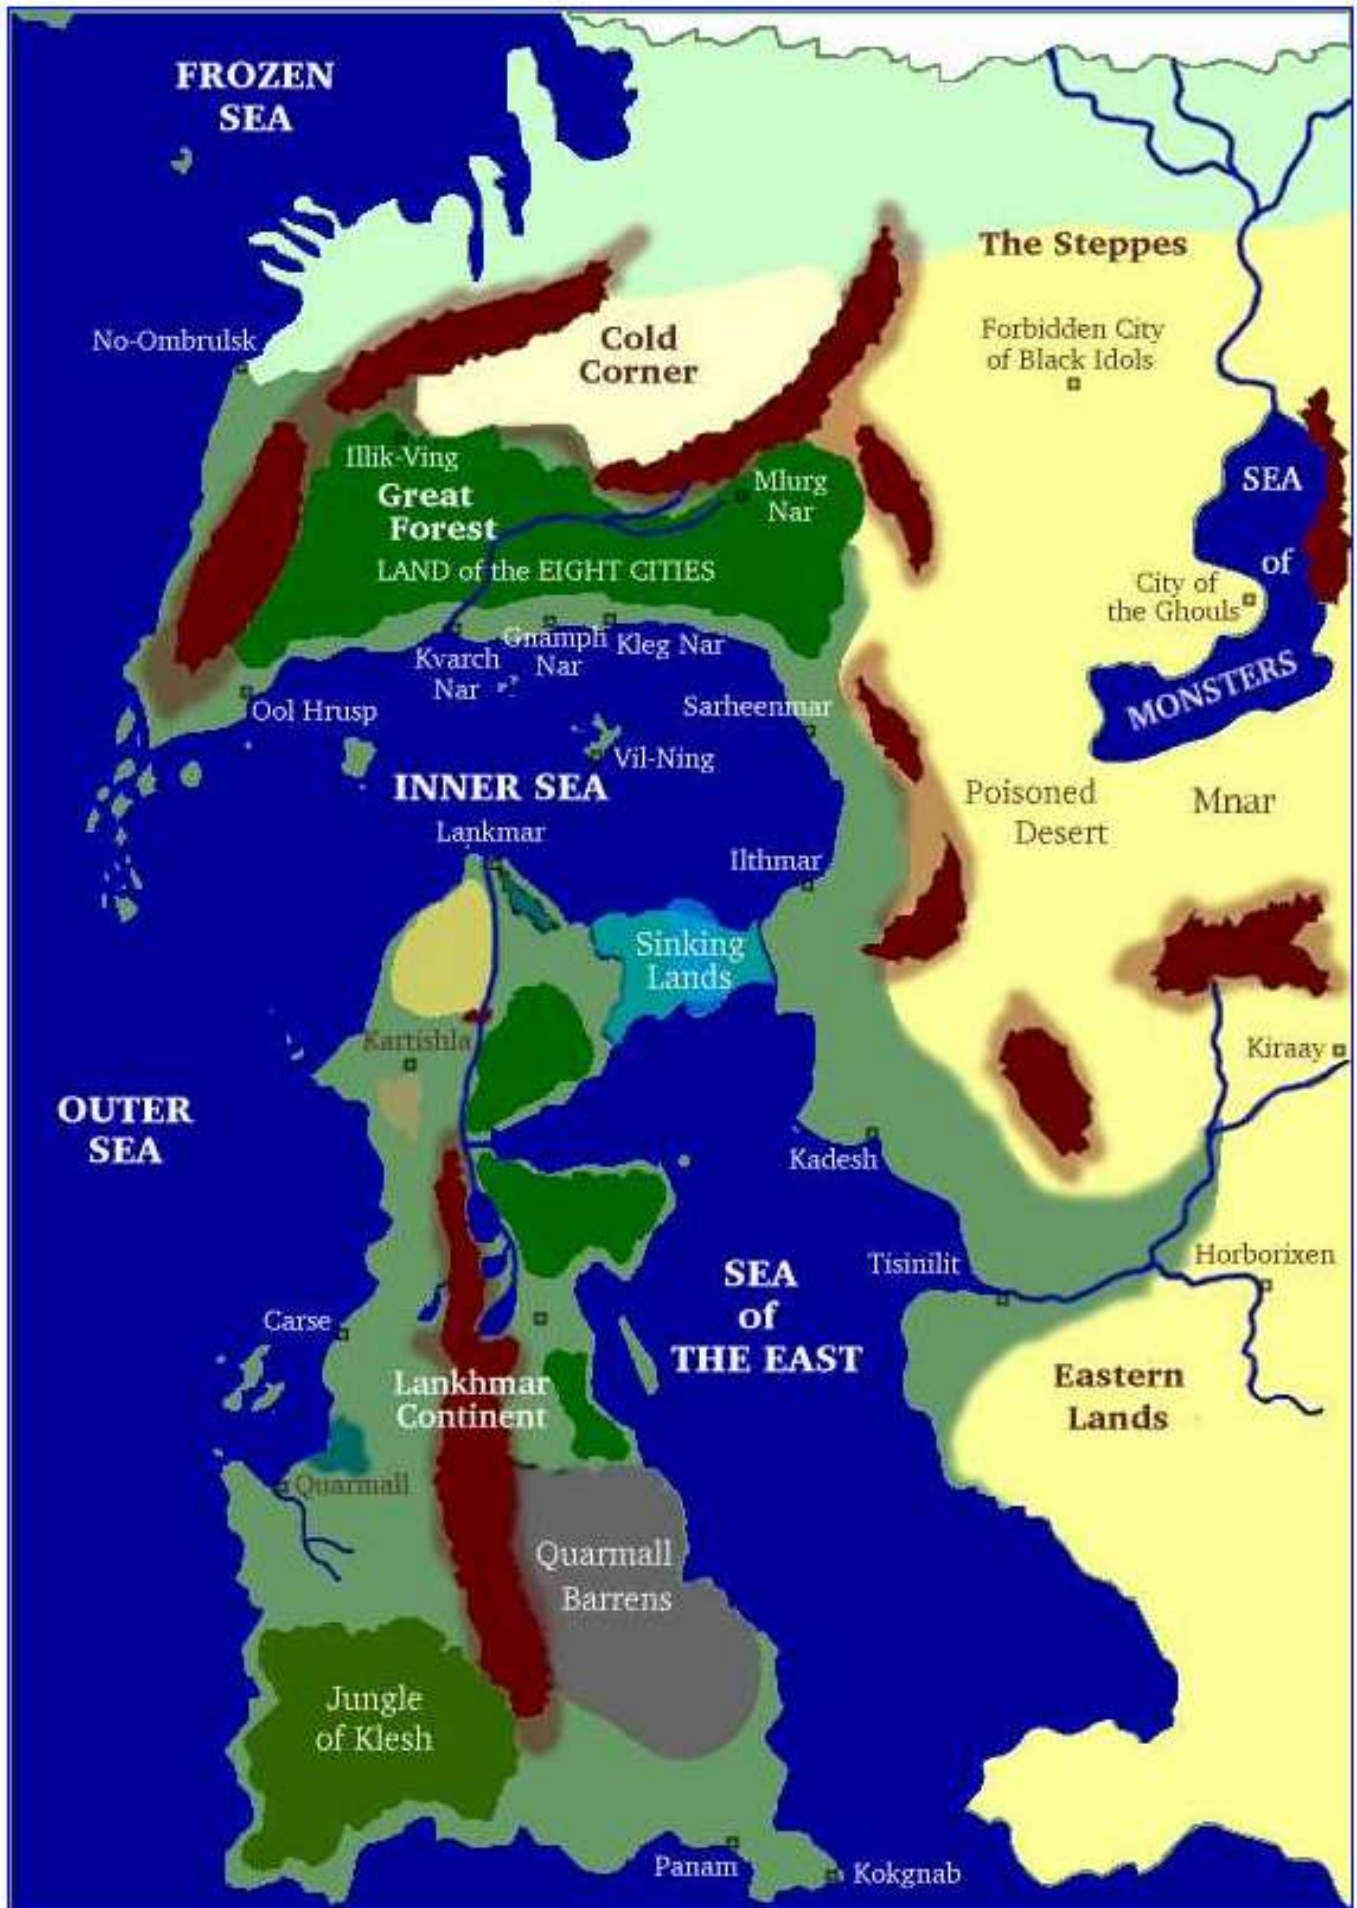 FROZEN
SEA
The Steppes
No-Ombrulsk
Cold
Corner
Forbidden City
of Black Idols
Illik-Ving
Great
Forest
Mlurg
Nar
SEA
of
MONSTERS
LAND of the EIGHT CITIES
City of
the Ghouls
Kvarch
Nar
Gnamph
Nar
Kleg Nar
?
Ool Hrusp
Sarheenmar
Vil-Ning
INNER SEA
Poisoned
Desert
Mnar
Lankmar
Ilthmar
Sinking
Lands
Kartishla
Kiraay
OUTER
SEA
Kadesh
Tisinilit
Horborixen
SEA
of
THE EAST
Carse
Lankhmar
Continent
Eastern
Lands
Quarmall
Quarmall
Barrens
Jungle
of Klesh
Panam
Kokgnab